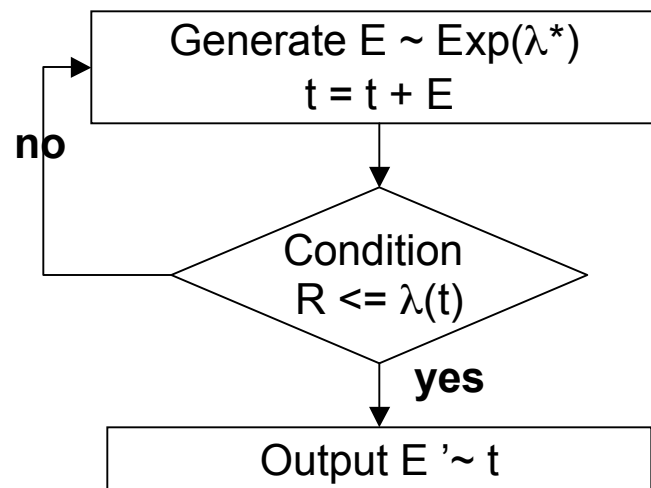 Generate E ~ Exp(λ*)
t = t + E
no
Condition
R <= λ(t)
yes
Output E ’~ t